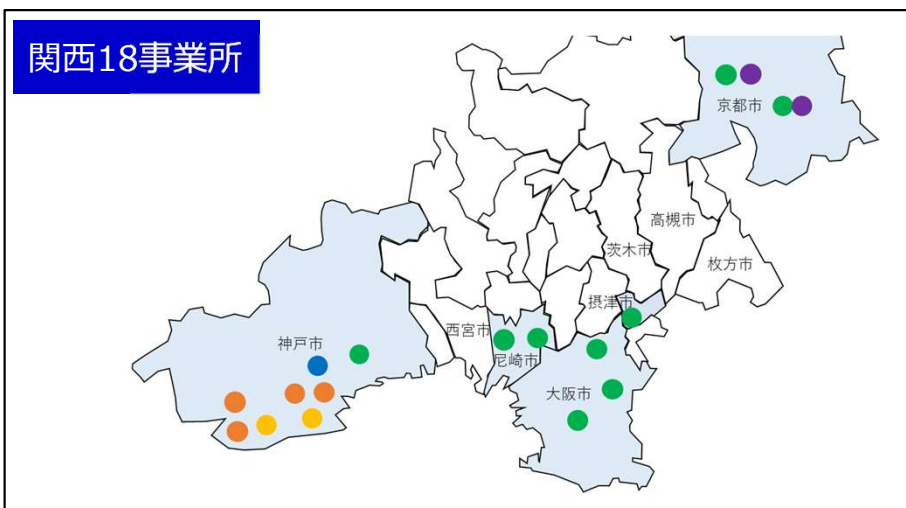 関西18事業所
京都市
高槻市
茨木市
枚方市
摂津市
西宮市
神戸市
尼崎市
大阪市